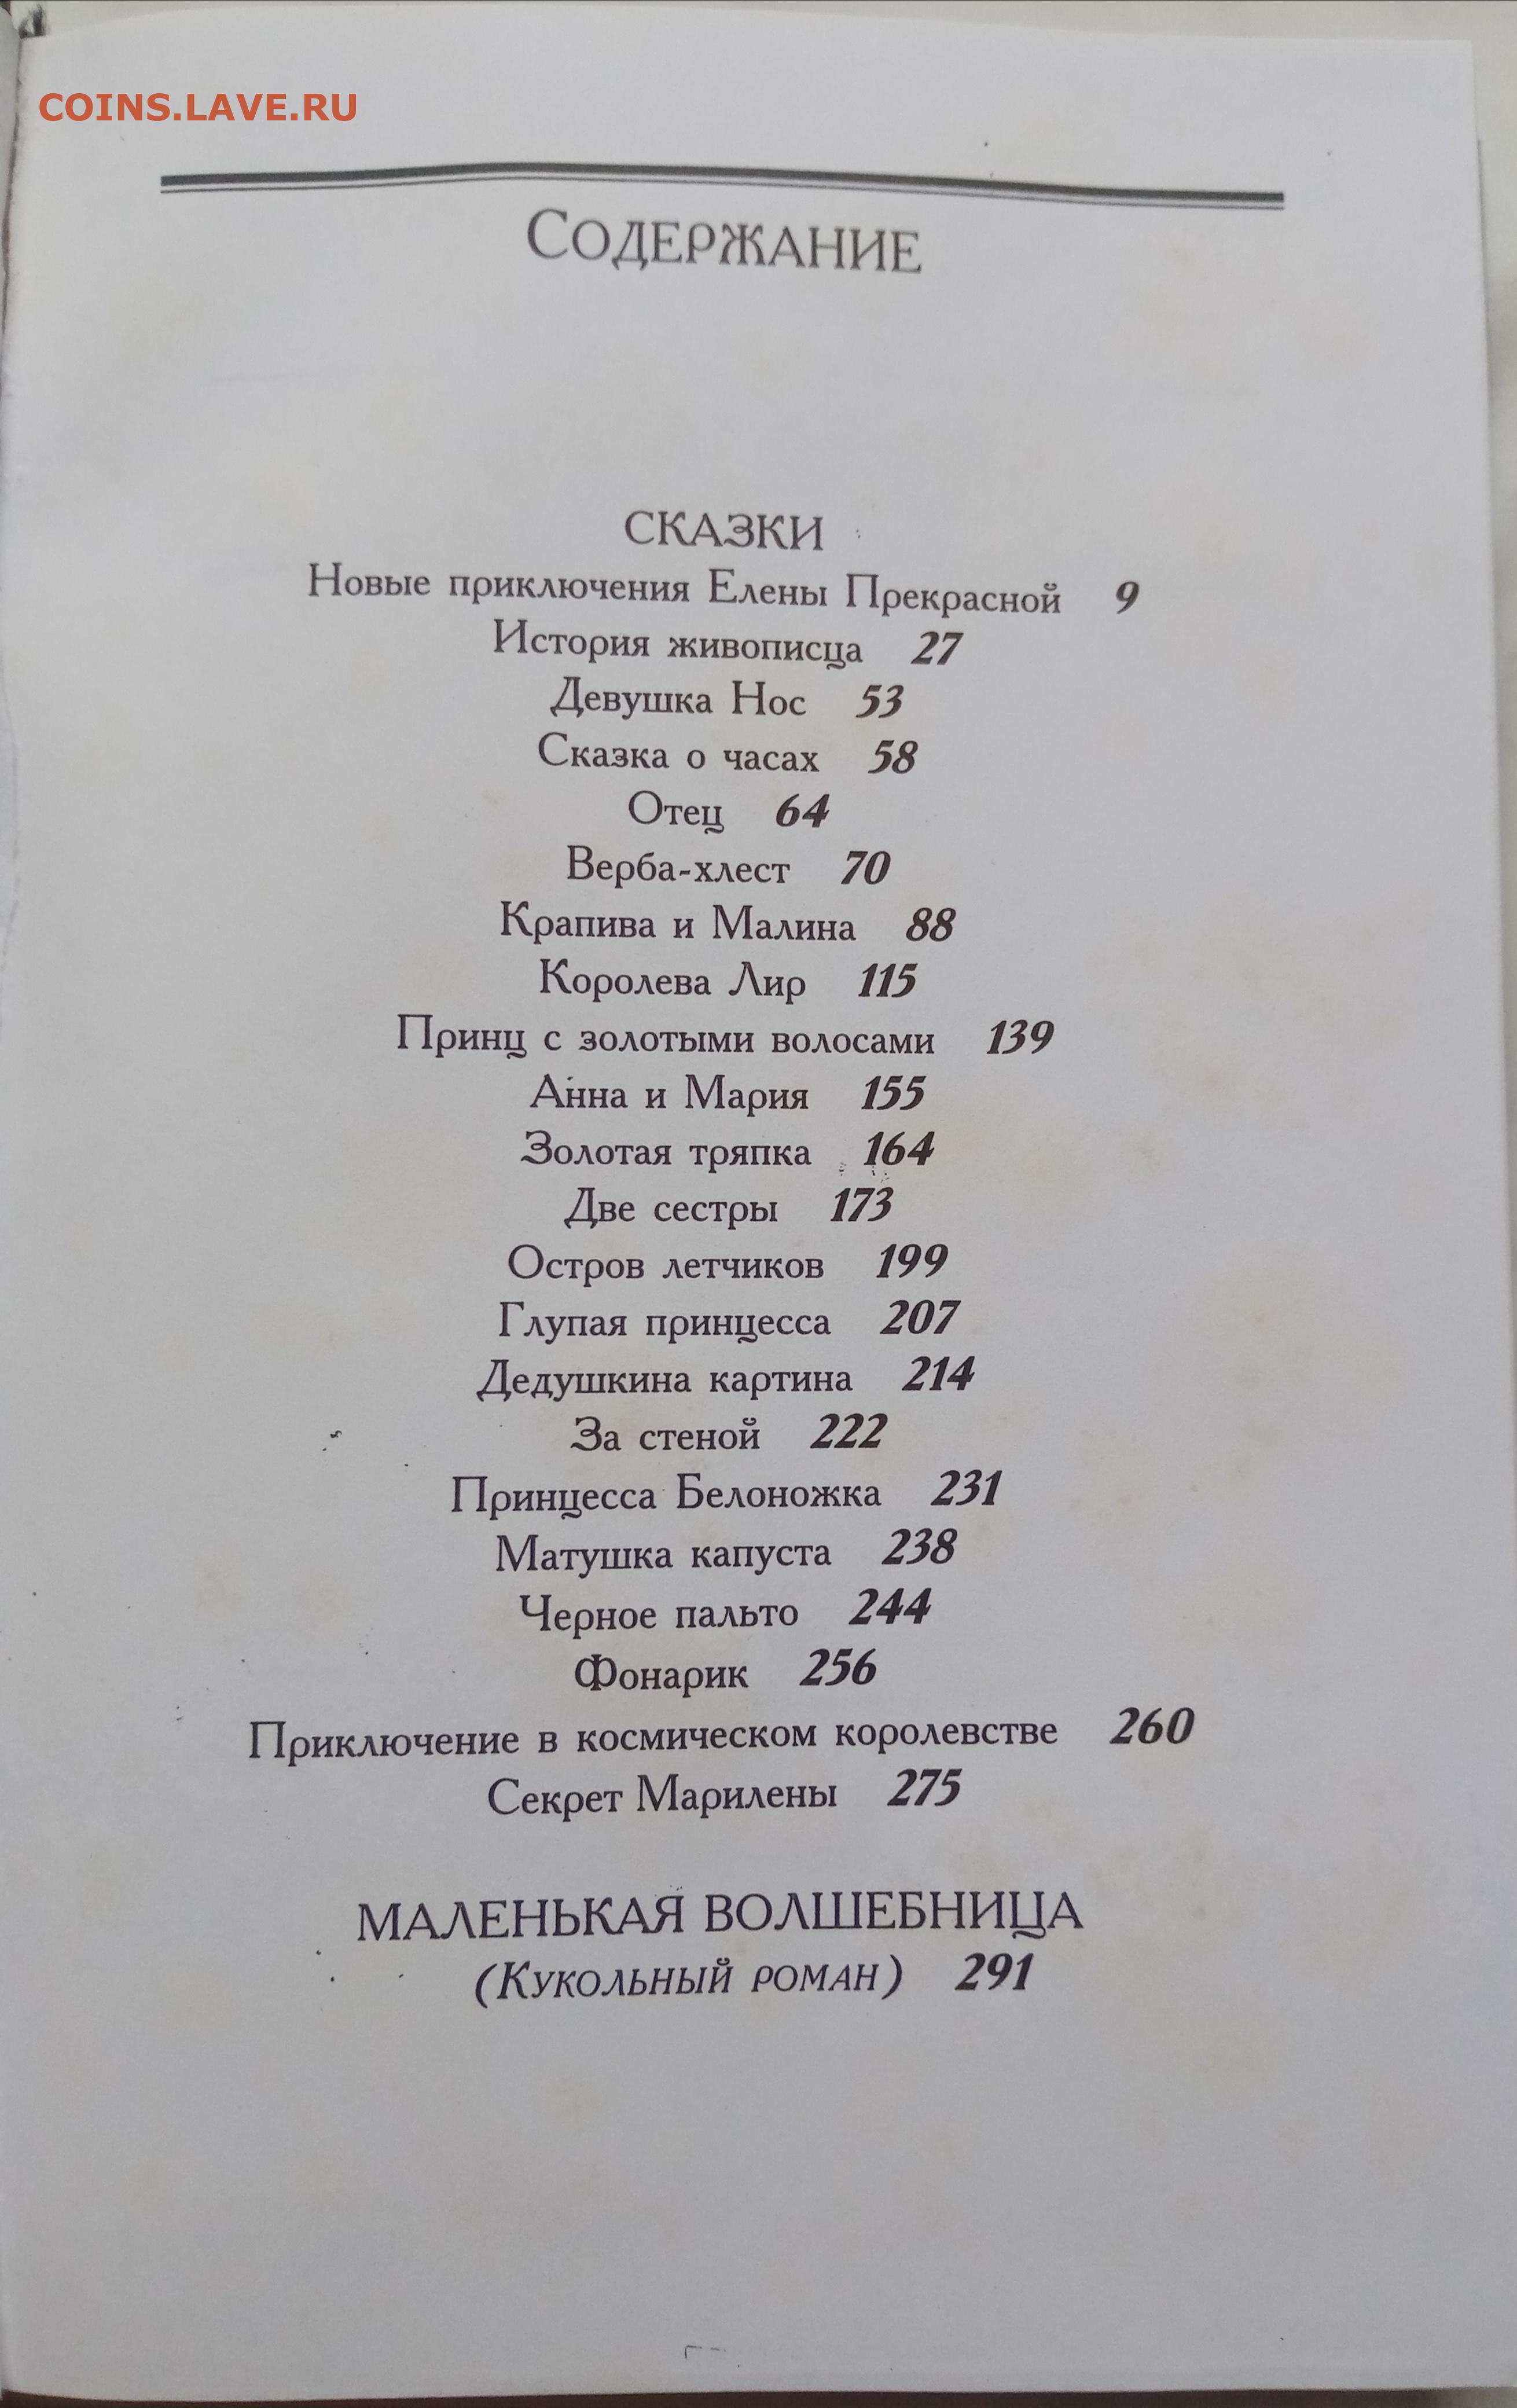 COINS.LAVE.RU
СОДЕРЖАНИЕ
СКАЗКИ
Новые приключения Елены Прекрасной 9
История живописца 27
Девушка Нос 53
Сказка о часах 58
Отец 64
Верба-хлест 70
Крапива и Малина 88
Королева Лир 115
Принц с золотыми волосами 139
Анна и Мария 155
Золотая тряпка 164
Две сестры 173
Остров летчиков 199
Глупая принцесса 207
Дедушкина картина 214
За стеной 222
Принцесса Белоножка 231
Матушка капуста 238
Черное пальто 244
Фонарик 256
Приключение в космическом королевстве 260
Секрет Марилены 275
МАЛЕНЬКАЯ ВОЛШЕБНИЦА
(КУКОЛЬНЫЙ РОМАН) 291